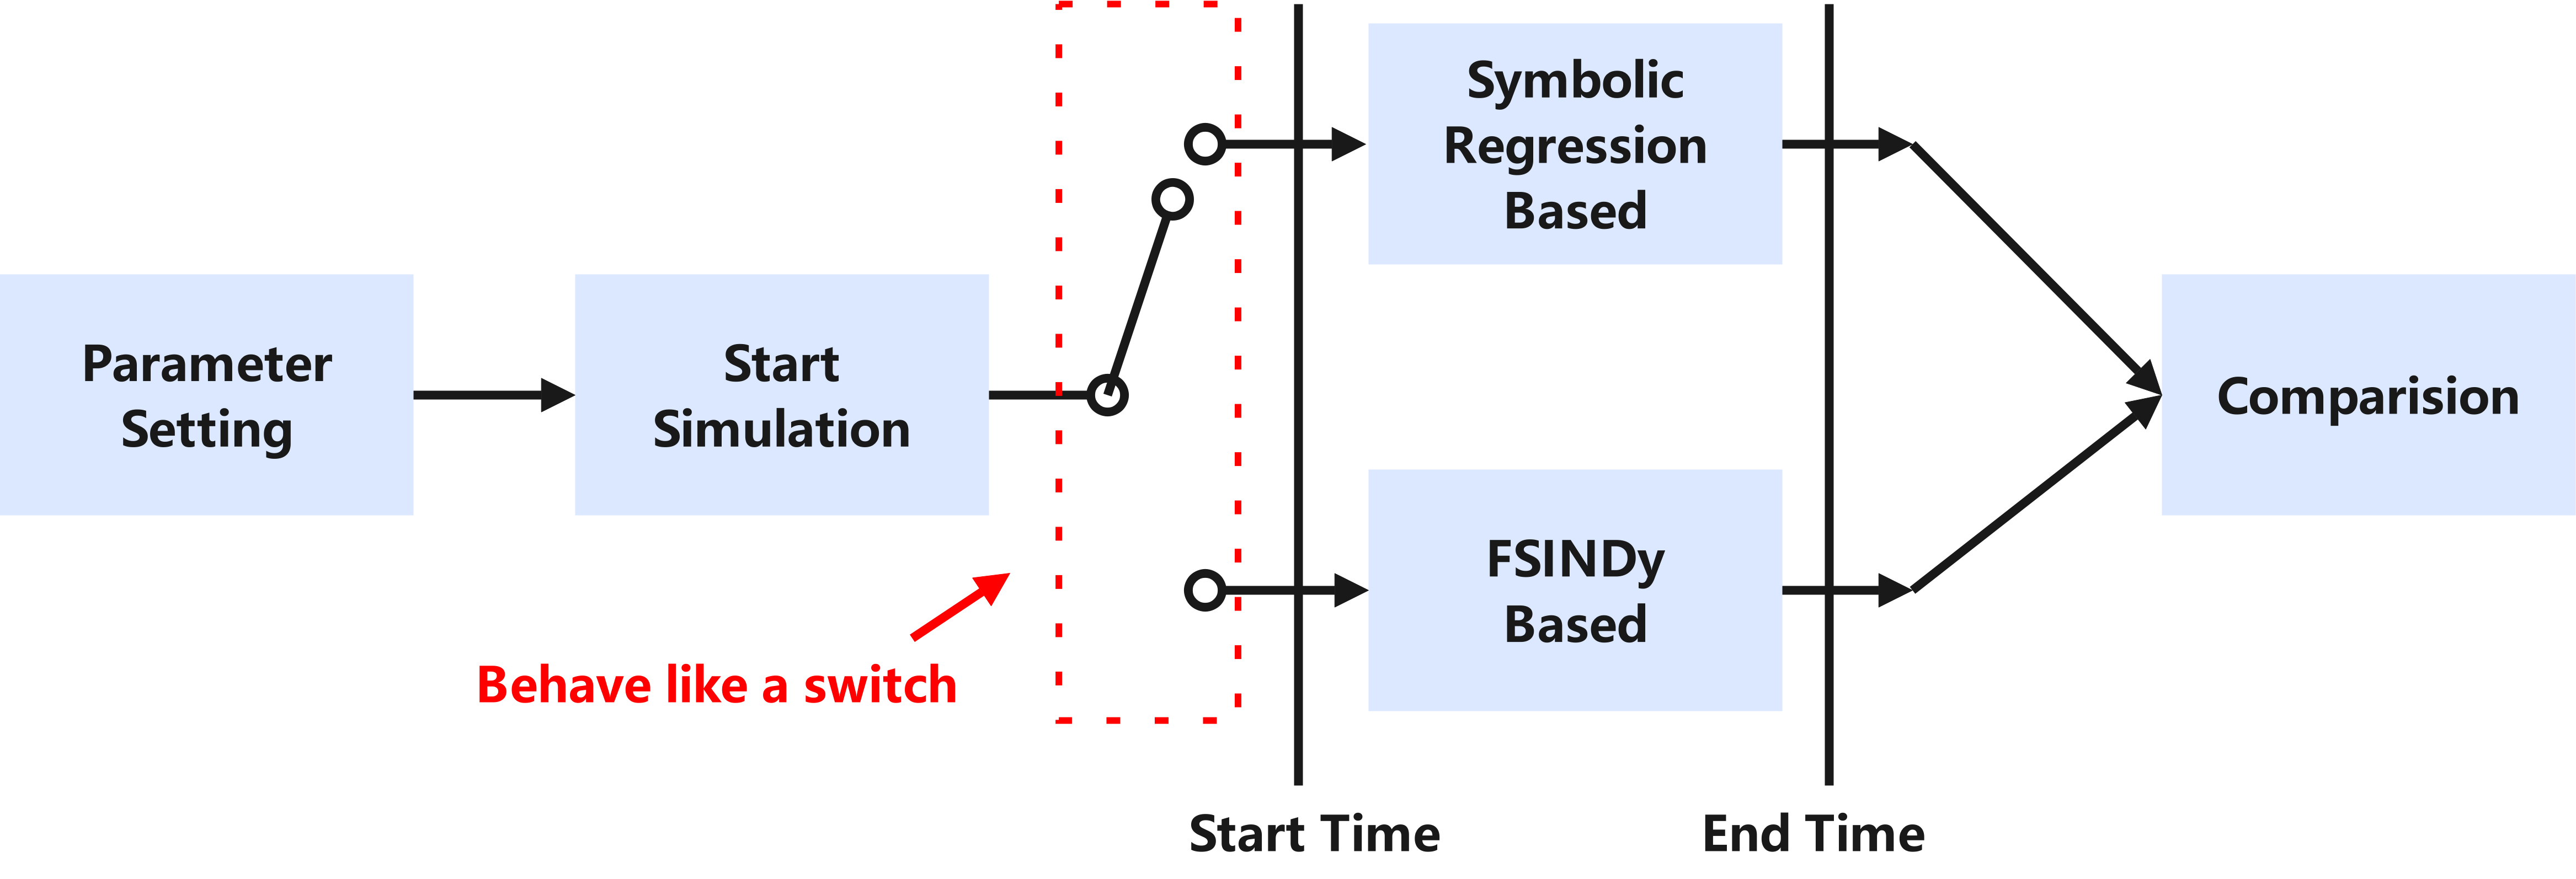 Parameter
Setting
Start
Simulation
Behave like a switch
Symbolic
Regression
Based
FSINDy
Based
Start Time
End Time
Comparision